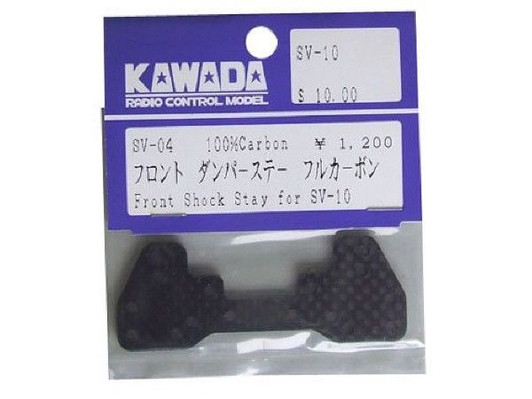 SV-10
$ 10.00
KAWADA
RADIO CONTROL MODEL
SV-04 100%Carbon ¥ 1,200
フロント ダンパーステー フルカーボン
Front Shock Stay for SV-10